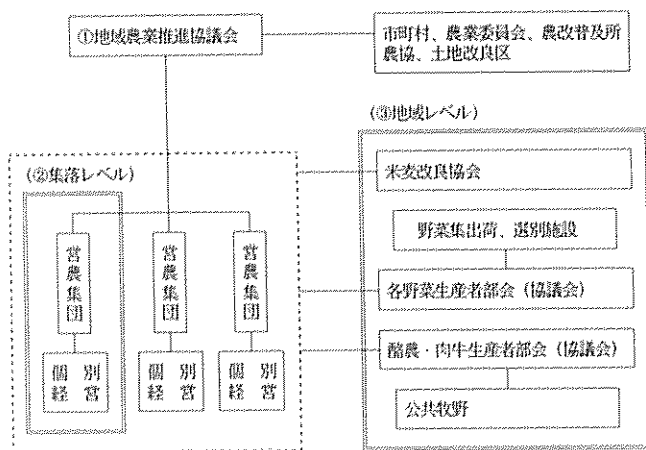 ①地域農業推進協議会
市町村、農業委員会、農改普及所
農協、土地改良区
(③地域レベル)
(②集落レベル)
米麦改良協会
野菜集出荷、選別施設
営農集団
営農集団
営農集団
各野菜生産者部会(協議会)
酪農・肉牛生産者部会(協議会)
個別
経営
個別
経営
個別
経営
公共牧野